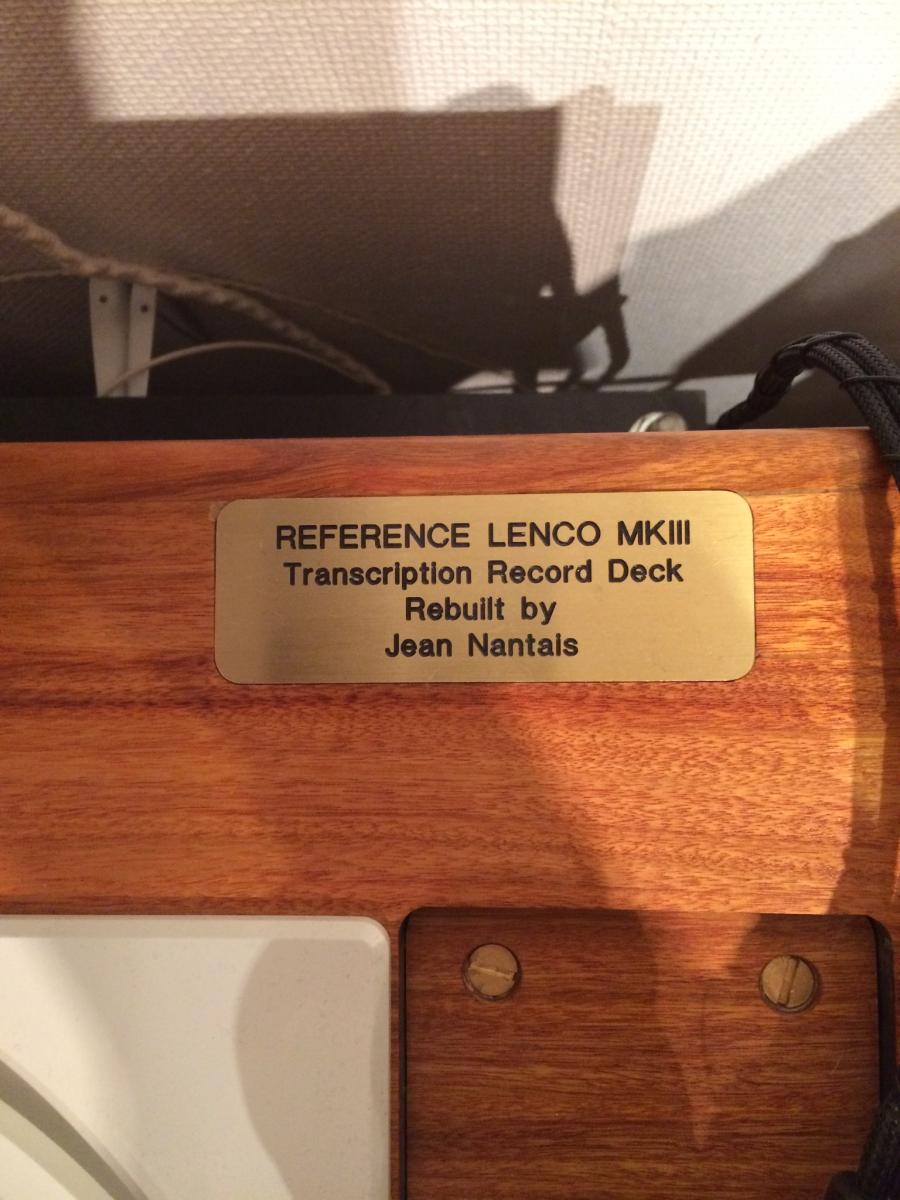 REFERENCE LENCO MKIII
Transcription Record Deck
Rebuilt by
Jean Nantais